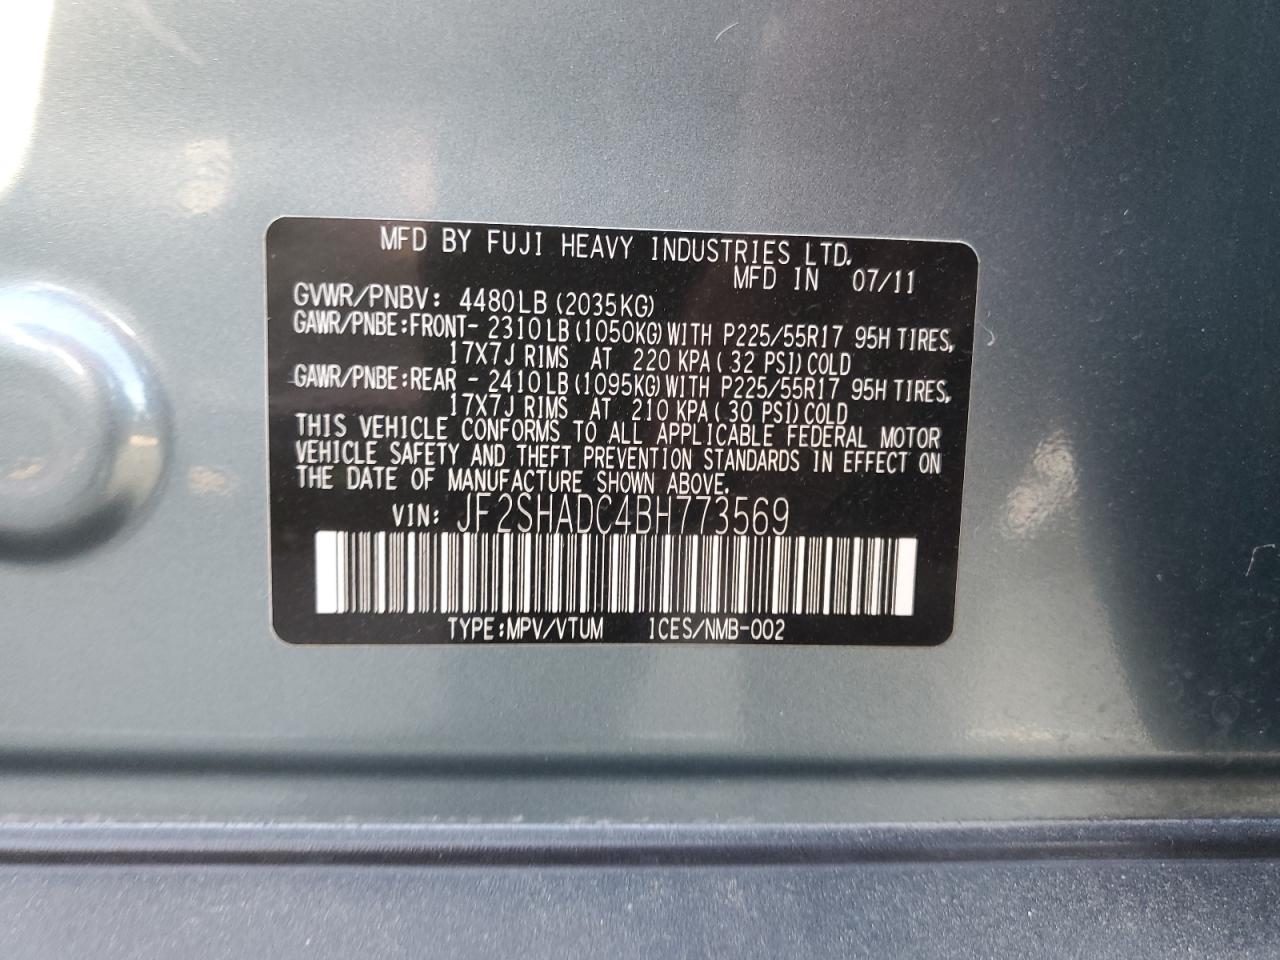 MFD BY FUJI HEAVY INDUSTRIES LTD.
MFD IN 07/11
GVWR/PNBV: 4480LB (2035KG)
GAWR/PNBE:FRONT- 2310LB (1050KG) WITH P225/55R17 95H TIRES,
17X7J RIMS AT 220 KPA ( 32 PSI) COLD
GAWR/PNBE:REAR - 2410LB (1095KG) WITH P225/55R17 95H TIRES,
17X7J RIMS AT 210 KPA ( 30 PSI) COLD
THIS VEHICLE CONFORMS TO ALL APPLICABLE FEDERAL MOTOR
VEHICLE SAFETY AND THEFT PREVENTION STANDARDS IN EFFECT ON
THE DATE OF MANUFACTURE SHOWN ABOVE.
VIN: JF2SHADC4BH773569
TYPE:MPV/VTUM ICES/NMB-002